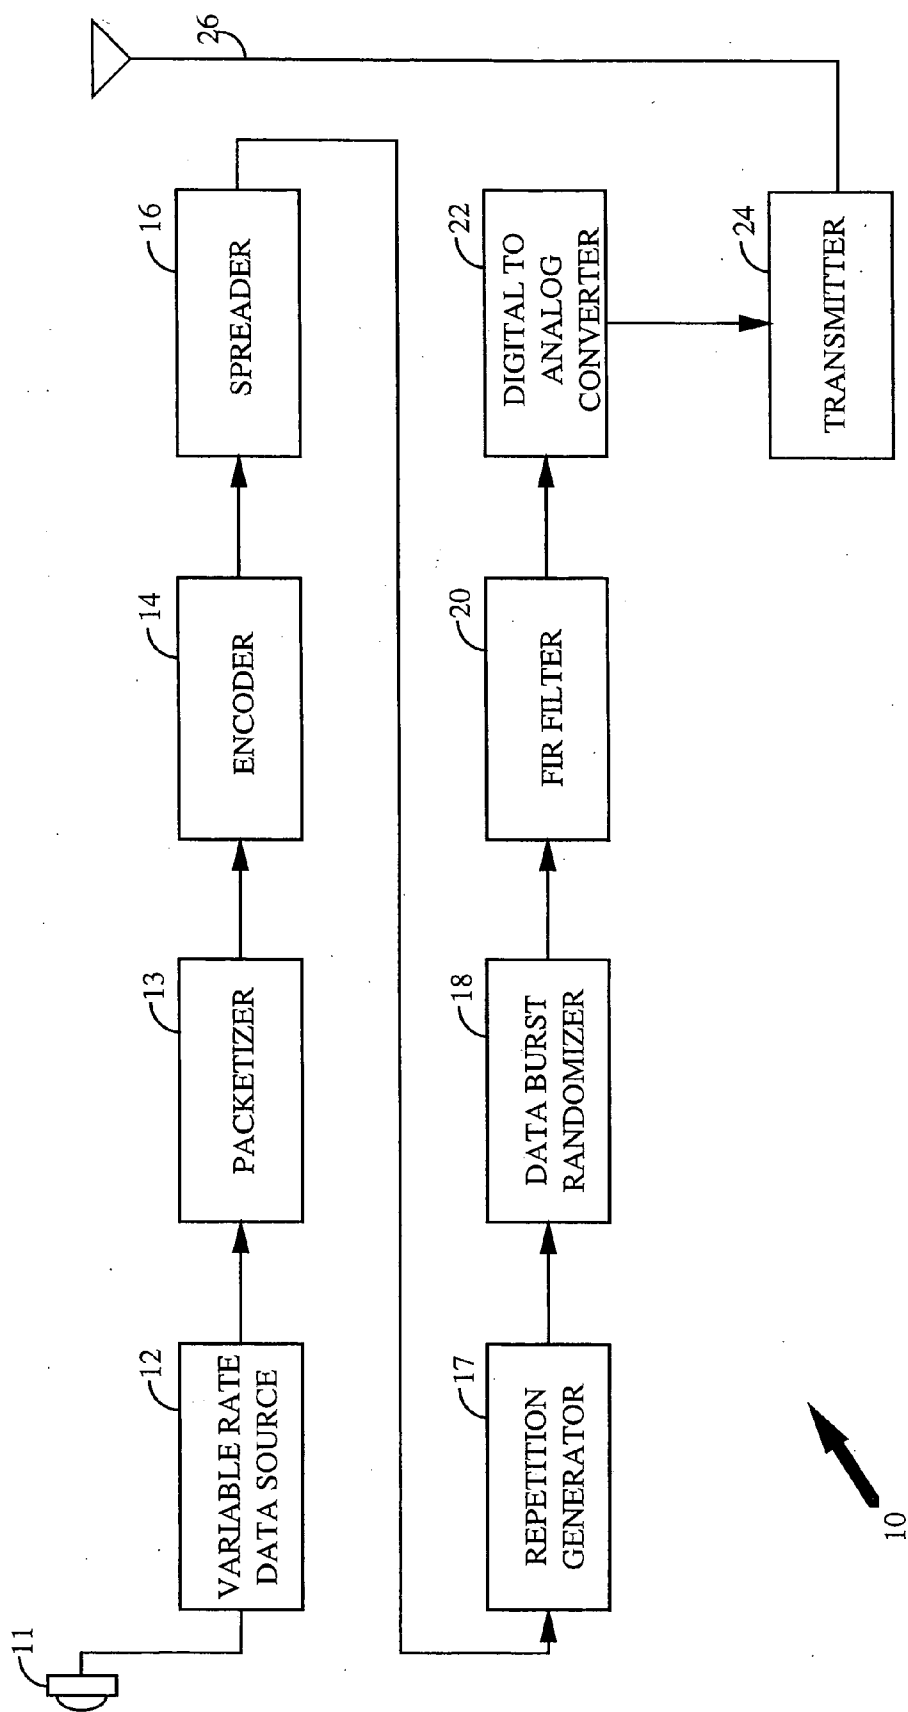 11
12
VARIABLE RATE
DATA SOURCE
13
PACKETIZER
14
ENCODER
16
SPREADER
26
17
REPETITION
GENERATOR
18
DATA BURST
RANDOMIZER
20
FIR FILTER
22
DIGITAL TO
ANALOG
CONVERTER
24
TRANSMITTER
10